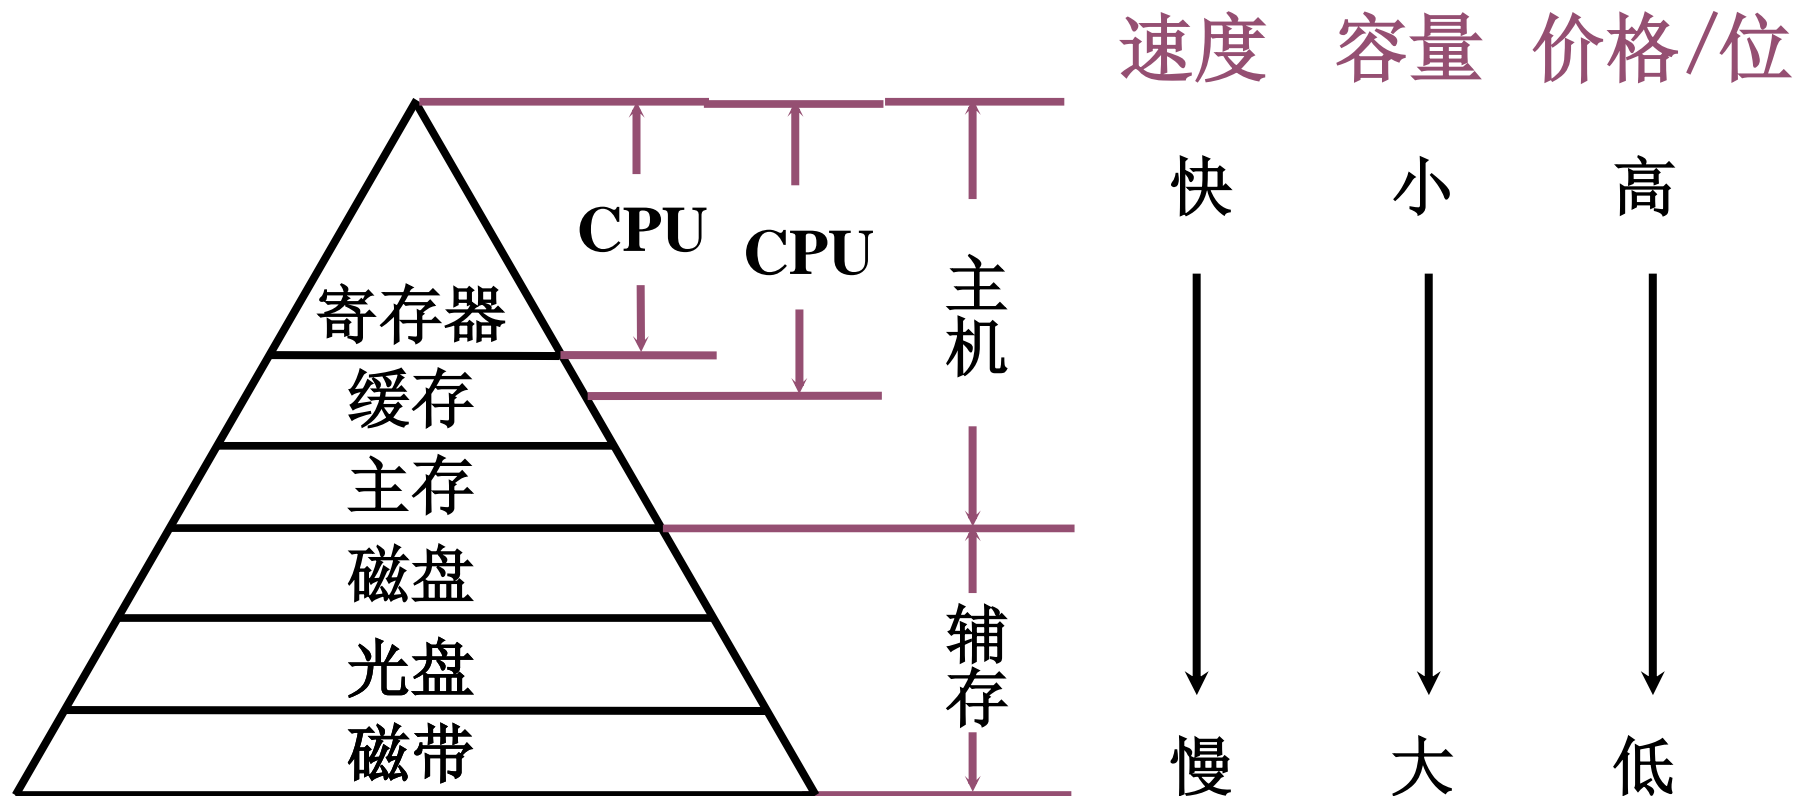 速度 容量 价格/位
快 小 高
CPU
CPU
主机
寄存器
缓存
主存
磁盘
辅存
光盘
磁带
慢 大 低